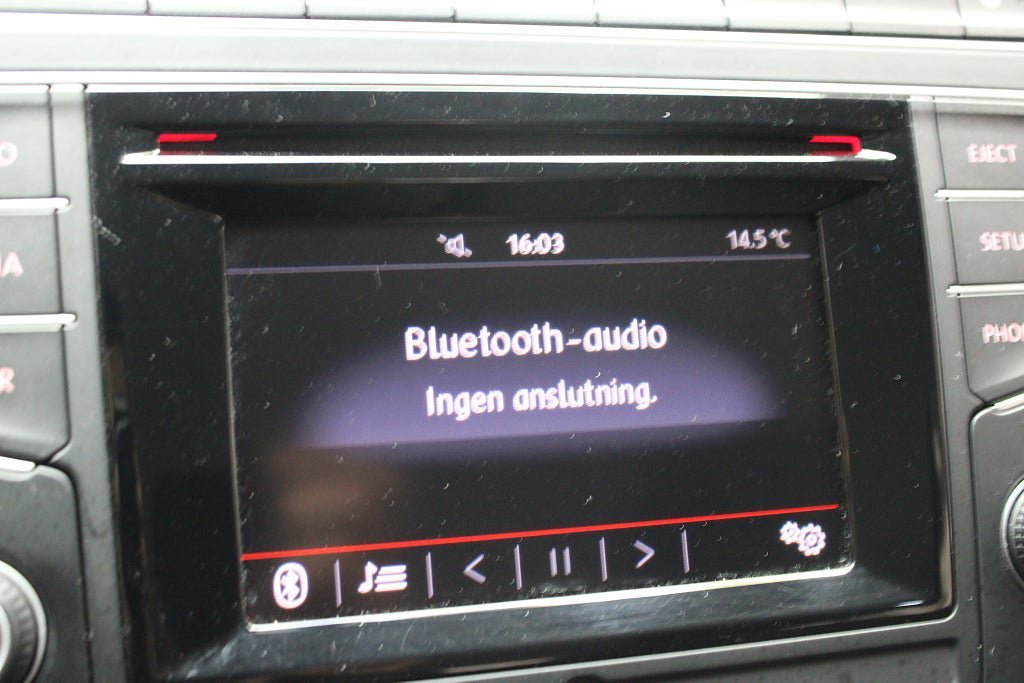 16:03 14.5 °C
EJECT
Bluetooth-audio
Ingen anslutning.